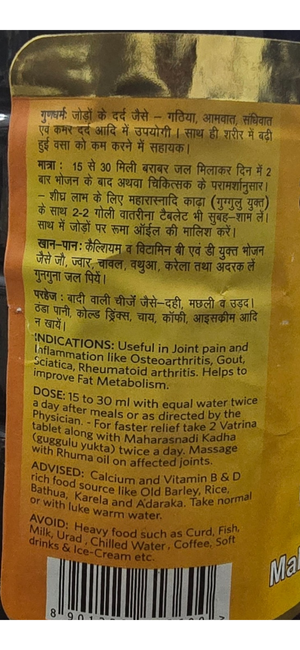 गुणधर्मः जोड़ों के दर्द जैसे – गठिया, आमवात, संधिवात
एवं कमर दर्द आदि में उपयोगी। साथ ही शरीर में बढ़ी
हुई वसा को कम करने में सहायक।
मात्रा : 15 से 30 मिली बराबर जल मिलाकर दिन में 2
बार भोजन के बाद अथवा चिकित्सक के परामर्शानुसार।
– शीघ्र लाभ के लिए महारास्नादि काढ़ा (गुग्गुलु युक्त)
के साथ 2-2 गोली वातरीना टैबलेट भी सुबह–शाम लें।
साथ में जोड़ों पर रूमा ऑईल की मालिश करें।
खान–पानः कैल्शियम व विटामिन बी एवं डी युक्त भोजन
जैसे जौ, ज्वार, चावल, बथुआ, करेला तथा अदरक लें
गुनगुना जल पियें।
परहेज : बादी वाली चीजें जैसे–दही, मछली व उड़द।
ठंडा पानी, कोल्ड ड्रिंक्स, चाय, कॉफी, आइसकीम आदि
न खायें।
INDICATIONS: Useful in Joint pain and
Inflammation like Osteoarthritis, Gout,
Sciatica, Rheumatoid arthritis. Helps to
improve Fat Metabolism.
DOSE: 15 to 30 ml with equal water twice
a day after meals or as directed by the
Physician. - For faster relief take 2 Vatrina
tablet along with Maharasnadi Kadha
(guggulu yukta) twice a day. Massage
with Rhuma oil on affected joints.
ADVISED: Calcium and Vitamin B & D
rich food source like Old Barley, Rice,
Bathua, Karela and Adaraka. Take normal
or with luke warm water.
AVOID: Heavy food such as Curd, Fish,
Milk, Urad , Chilled Water , Coffee, Soft
drinks & Ice-Cream etc.